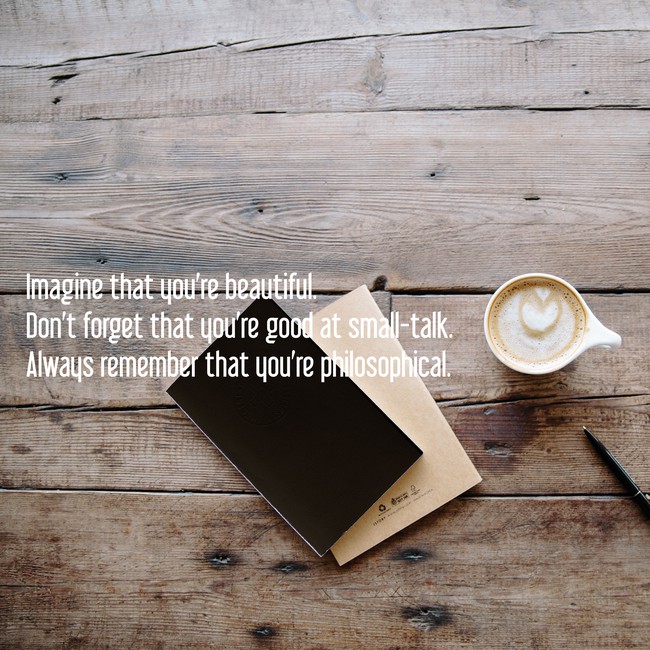 Imagine that you're beautiful.
Don't forget that you're good at small-talk.
Always remember that you're philosophical.